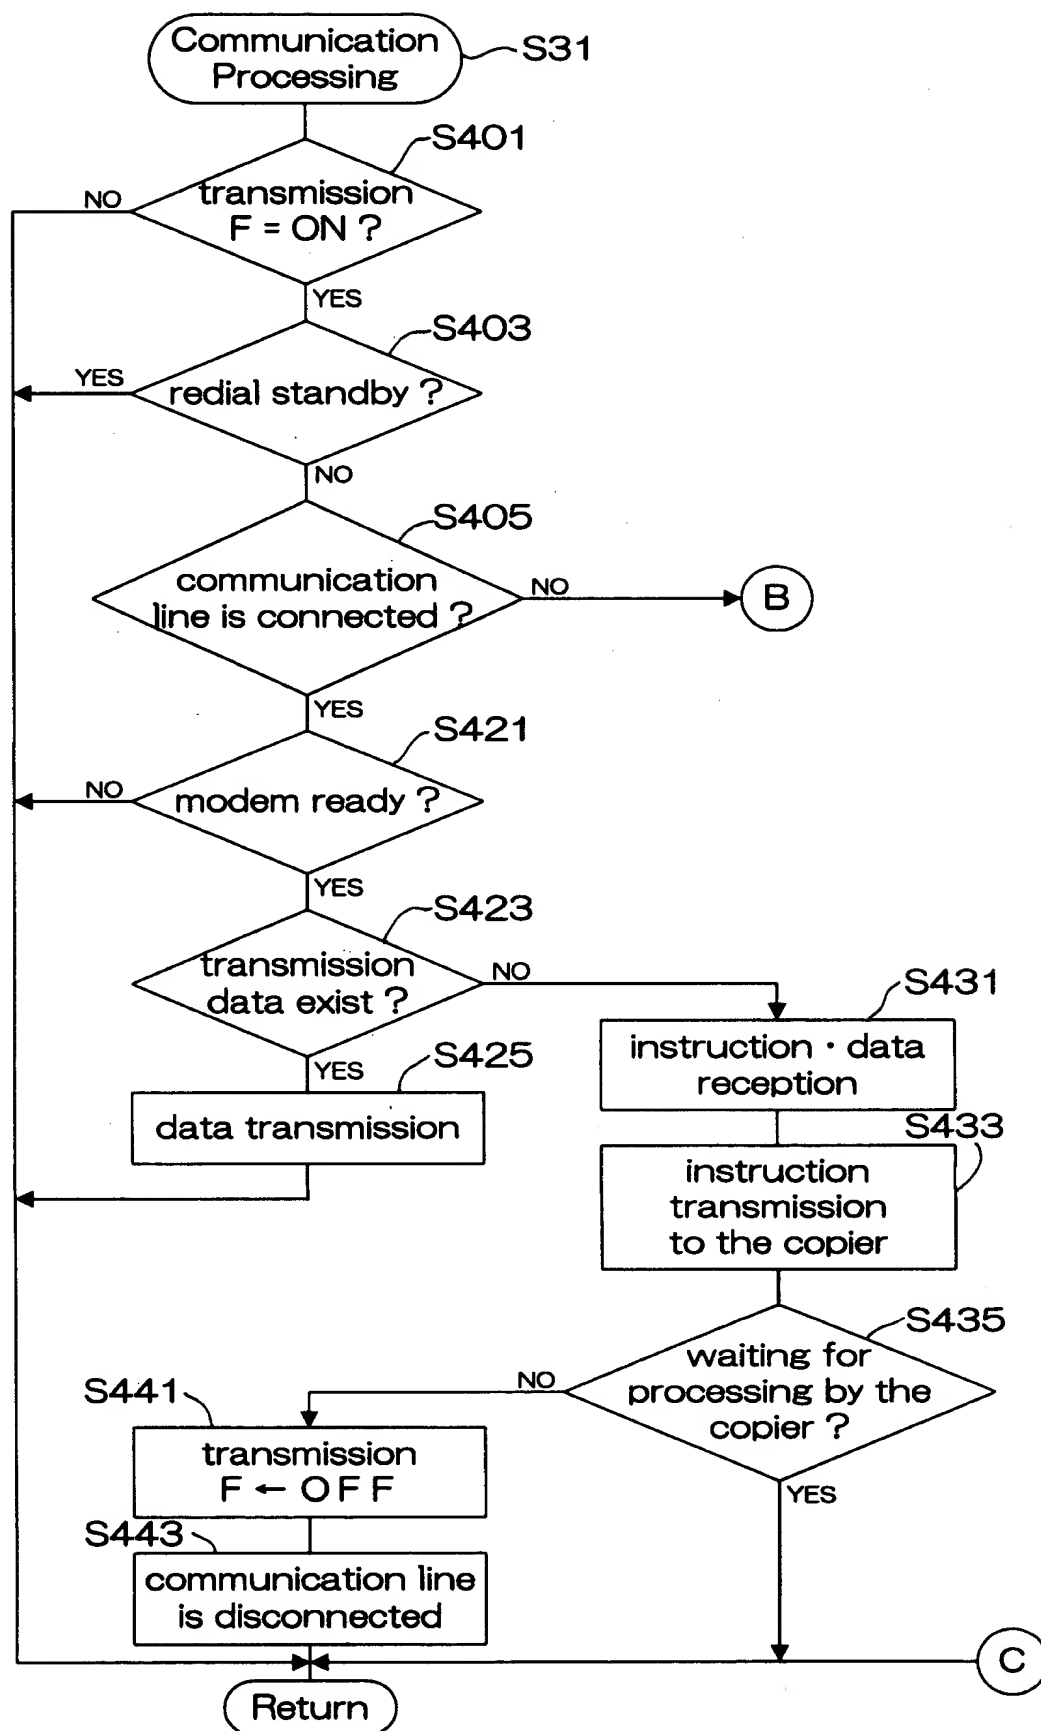 Communication
Processing
S31
S401
transmission
F = ON ?
NO
YES
S403
redial standby ?
YES
NO
S405
communication
line is connected ?
NO
B
YES
S421
modem ready ?
NO
YES
S423
transmission
data exist ?
NO
YES
S425
data transmission
S431
instruction · data
reception
S433
instruction
transmission
to the copier
S435
waiting for
processing by the
copier ?
NO
YES
S441
transmission
F ← OFF
S443
communication line
is disconnected
C
Return